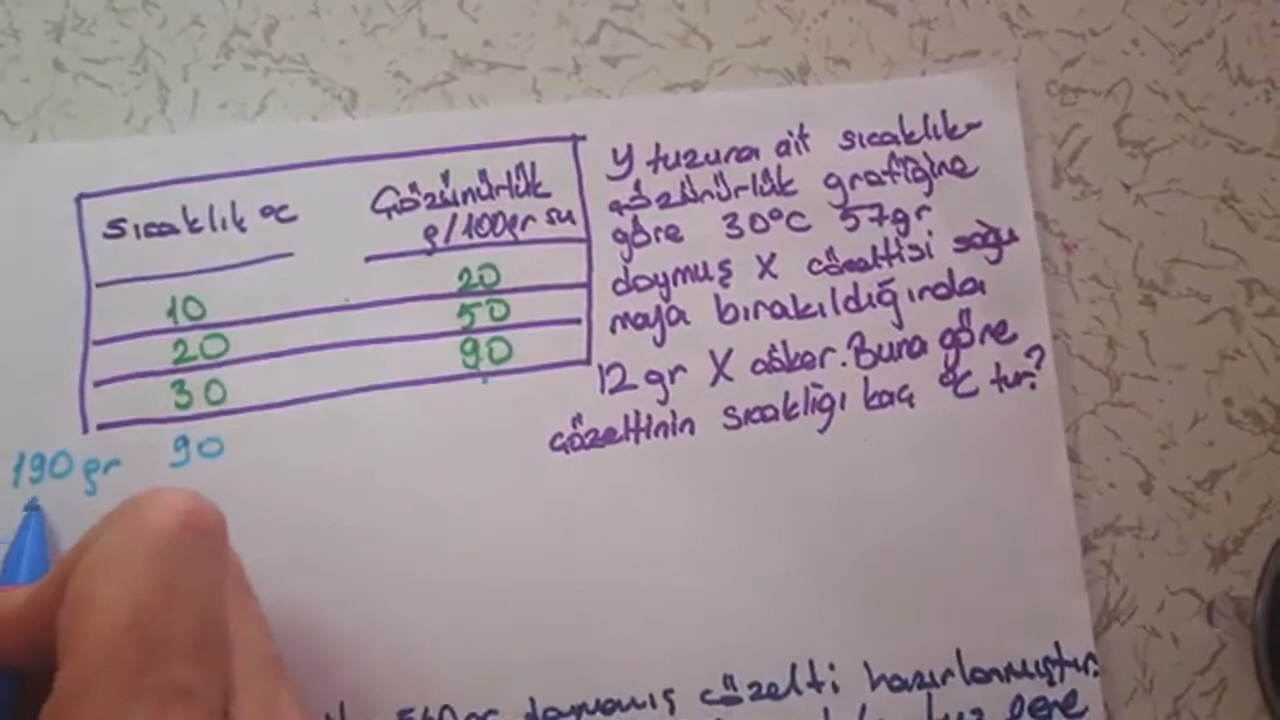 Sıcaklık °C
Çözünürlük
g/100gr su
10
20
20
50
30
90
190 gr 90
Y tuzuna ait sıcaklık-
çözünürlük grafiğine
göre 30°C 57gr
doymuş X çözeltisi soğu
maya bırakıldığında
12 gr X çöker. Buna göre
çözeltinin sıcaklığı kaç °C tur?
doymuş çözelti hazırlanmıştır.